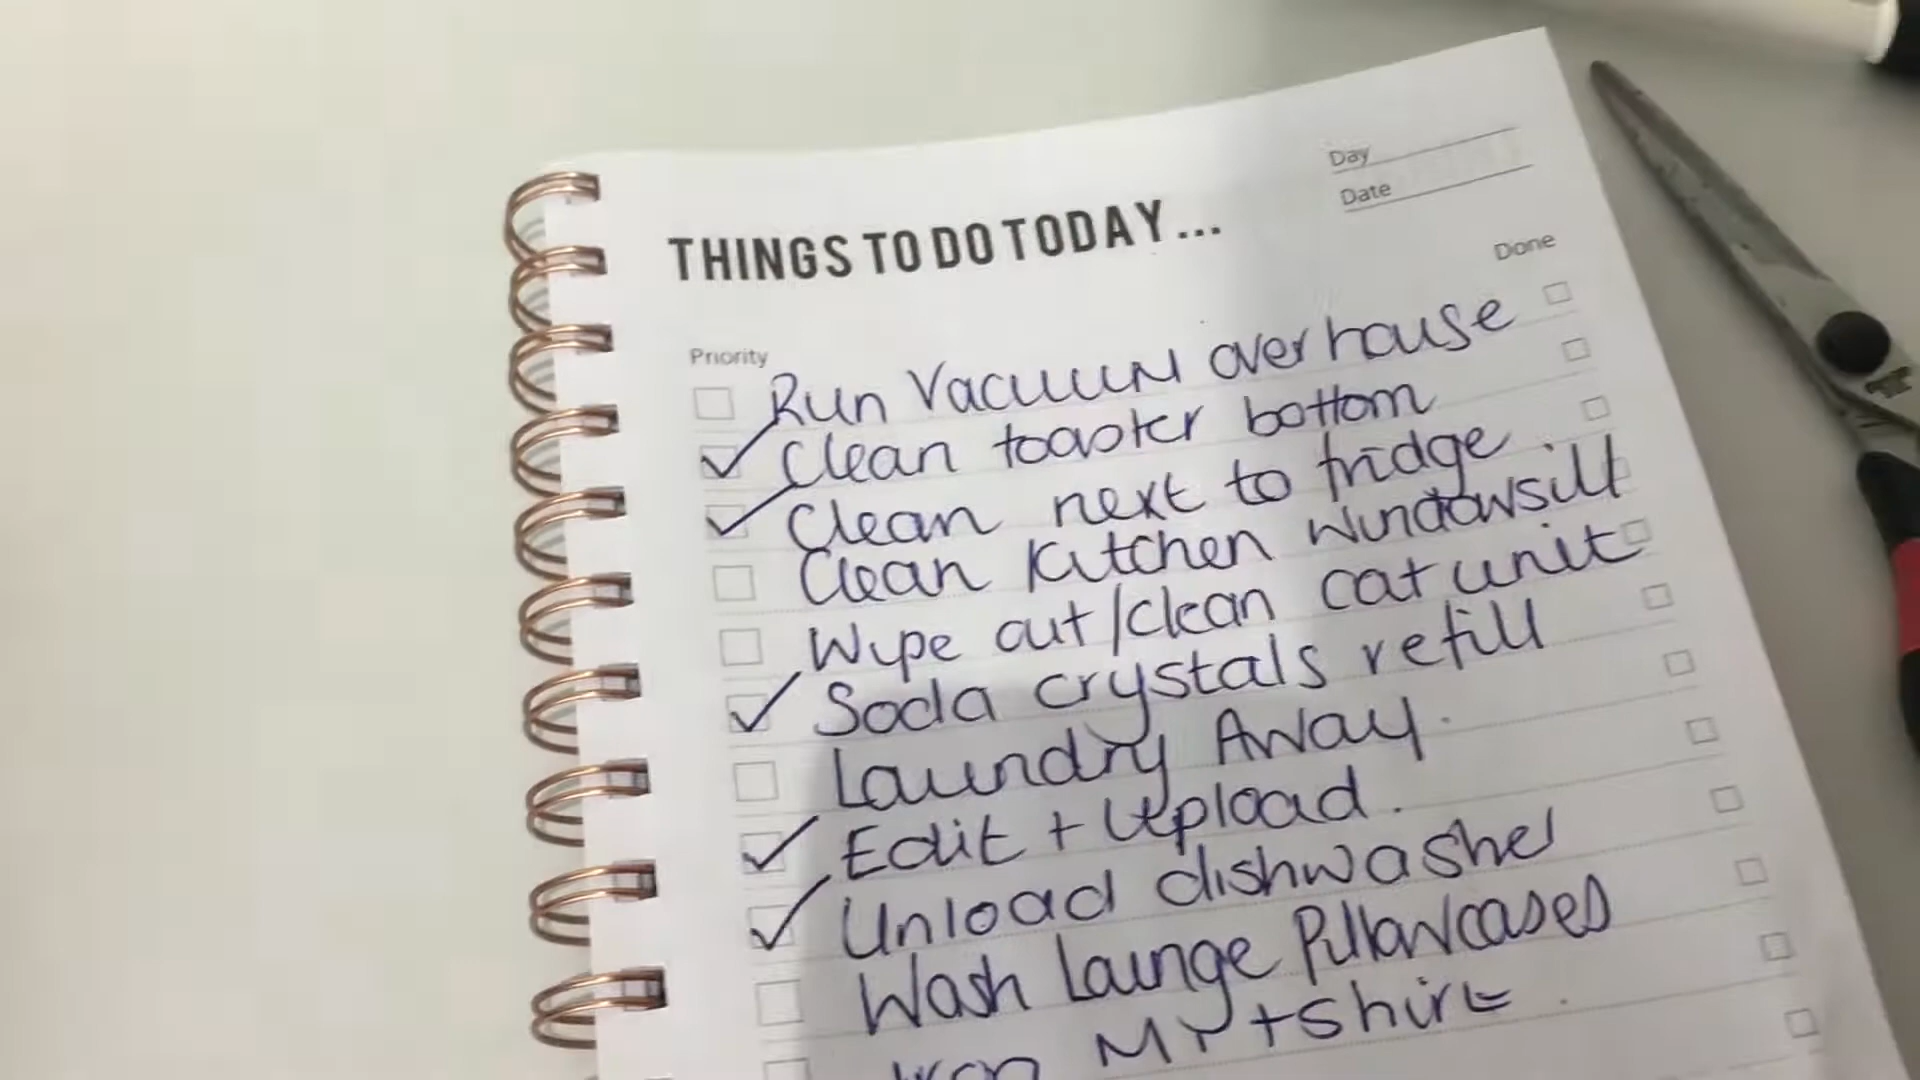 Day
Date
THINGS TO DO TODAY...
Done
Priority
Run Vacuum over house
Clean toaster bottom
Clean next to fridge.
Clean Kitchen Windowsill
Wipe out/clean cat unit
Soda crystals refill
Laundry Away.
Edit + Upload.
Unload dishwasher
Wash Lounge Pillowcases
Iron MY tshirt.